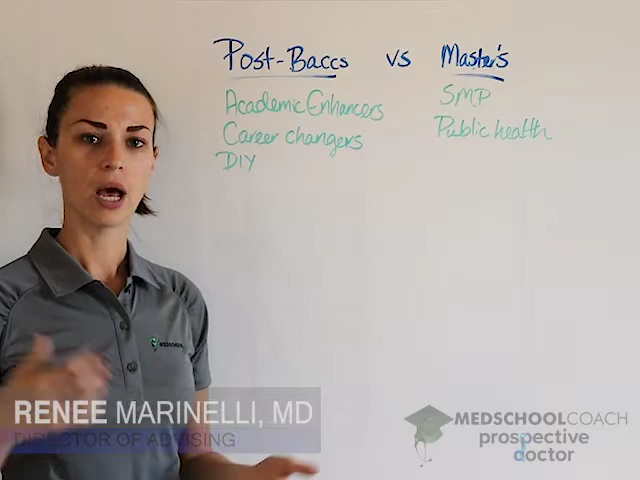 Post-Baccs vs Master's
Academic Enhancers
SMP
Career changers
Public health
DIY
RENEE MARINELLI, MD
DIRECTOR OF ADVISING
MEDSCHOOLCOACH
prospective
doctor